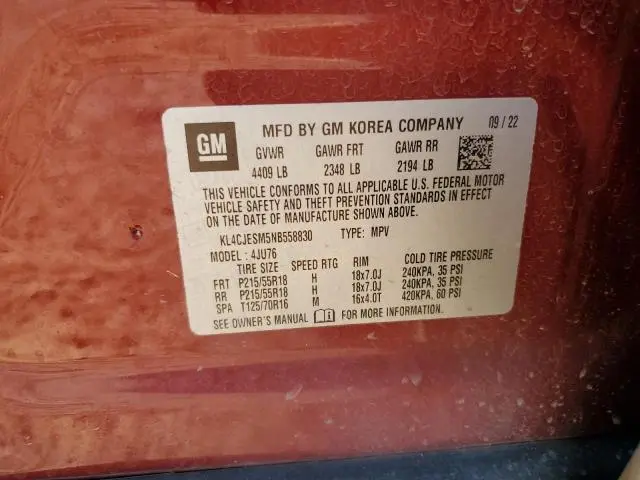 GM MFD BY GM KOREA COMPANY 09 / 22
GVWR GAWR FRT GAWR RR
4409 LB 2348 LB 2194 LB
THIS VEHICLE CONFORMS TO ALL APPLICABLE U.S. FEDERAL MOTOR
VEHICLE SAFETY AND THEFT PREVENTION STANDARDS IN EFFECT
ON THE DATE OF MANUFACTURE SHOWN ABOVE.
KL4CJESM5NB558830 TYPE: MPV
MODEL : 4JU76
TIRE SIZE SPEED RTG RIM COLD TIRE PRESSURE
FRT P215/55R18 H 18x7.0J 240KPA, 35 PSI
RR P215/55R18 H 18x7.0J 240KPA, 35 PSI
SPA T125/70R16 M 16x4.0T 420KPA, 60 PSI
SEE OWNER'S MANUAL FOR MORE INFORMATION.